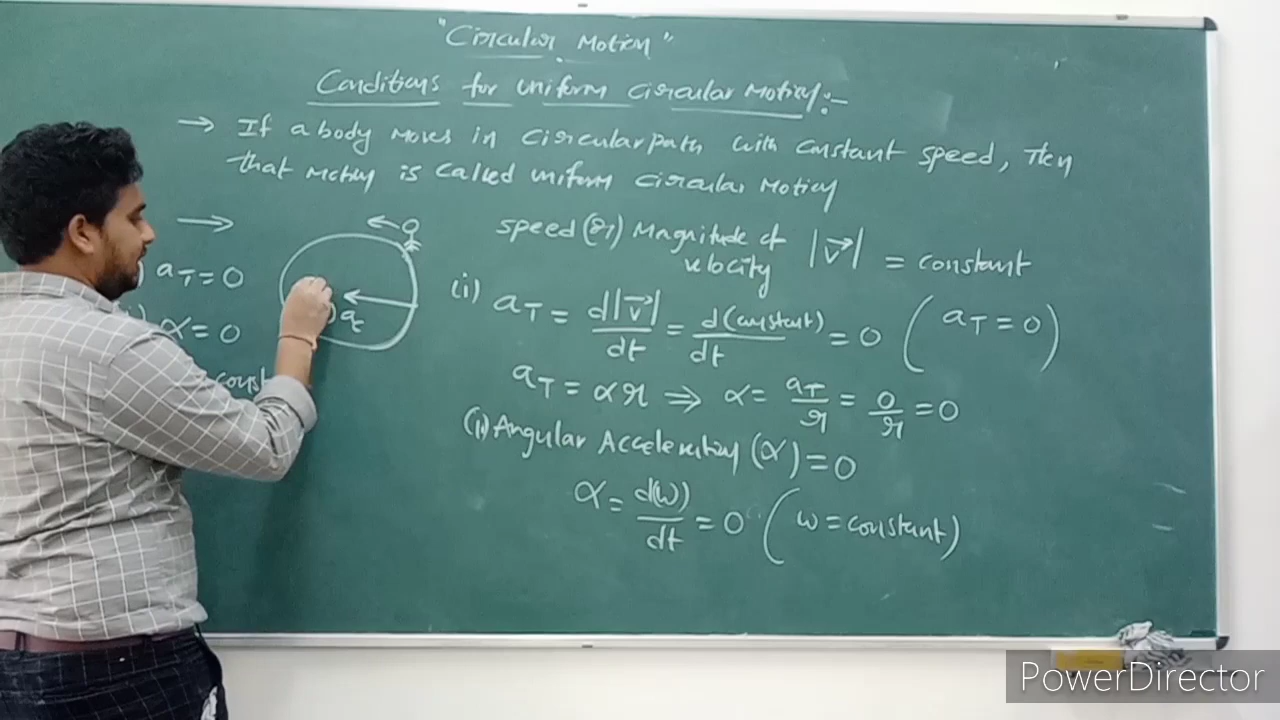 "Circular Motion"
Conditions for uniform circular Motion:-
→ If a body moves in circular path with constant speed, then
that motion is called uniform circular motion
→
aT = 0
α = 0
const
ac
speed (or) Magnitude of velocity |v⃗| = constant
(i) aT = d|v⃗|/dt = d(constant)/dt = 0 (aT = 0)
aT = αr ⇒ α = aT/r = 0/r = 0
(ii) Angular Acceleration (α) = 0
α = d(ω)/dt = 0 (ω = constant)
PowerDirector